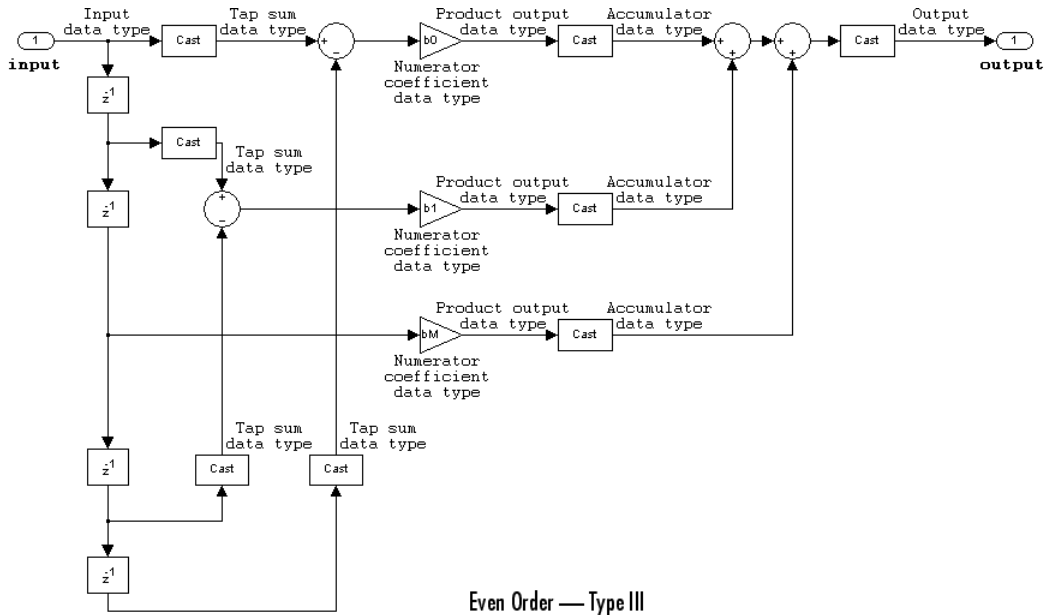 Input
data type
Tap sum
data type
Product output
data type
Accumulator
data type
Output
data type
1
Cast
+
−
b0
Cast
+
+
+
+
Cast
1
input
output
Numerator
coefficient
data type
z-1
Cast
Tap sum
data type
z-1
+
−
Product output
data type
Accumulator
data type
b1
Cast
Numerator
coefficient
data type
Product output
data type
Accumulator
data type
bM
Cast
Numerator
coefficient
data type
Tap sum
data type
Tap sum
data type
z-1
Cast
Cast
z-1
Even Order — Type III